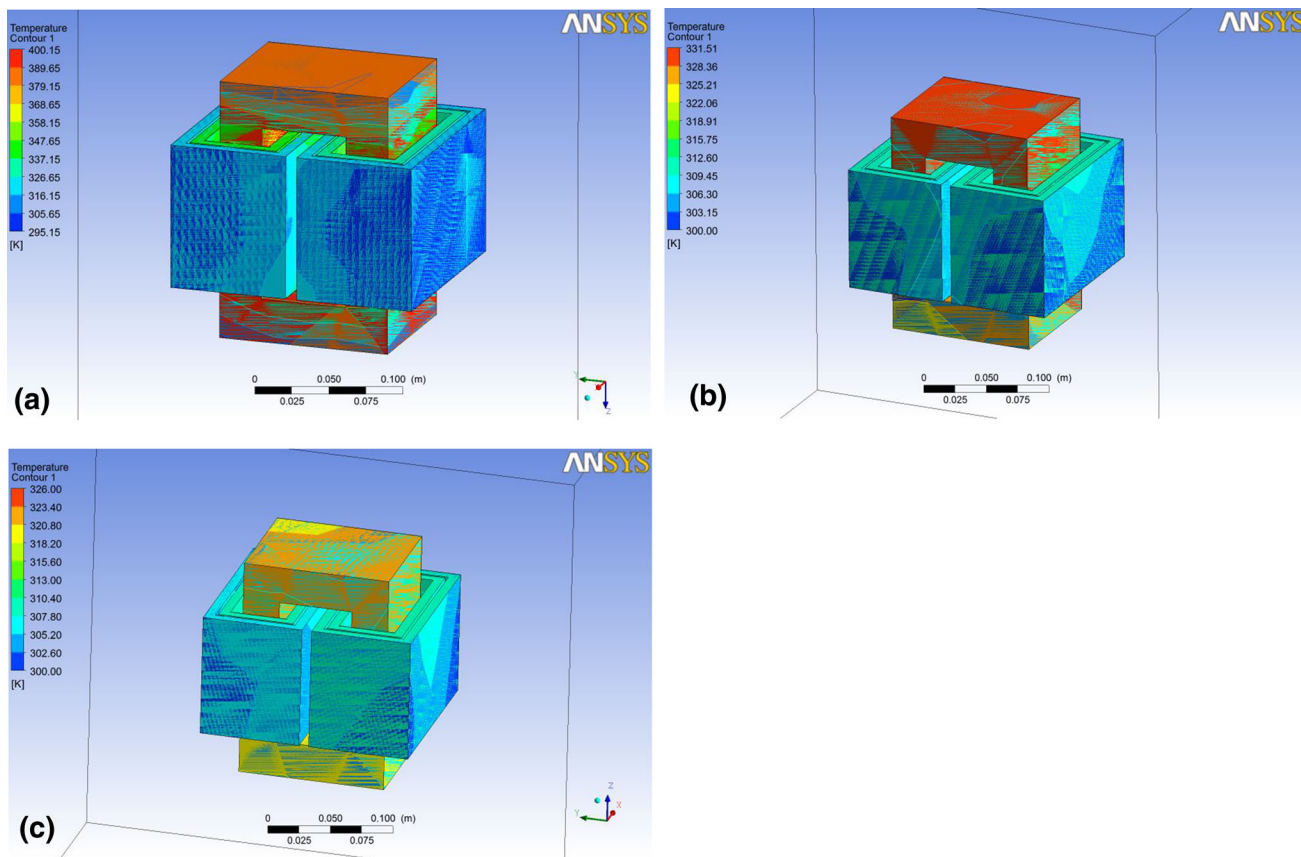 Temperature
Contour 1
400.15
389.65
379.15
368.65
358.15
347.65
337.15
326.65
316.15
305.65
295.15
[K]
ANSYS
0 0.050 0.100 (m)
0.025 0.075
Y
Z
(a)
Temperature
Contour 1
331.51
328.36
325.21
322.06
318.91
315.75
312.60
309.45
306.30
303.15
300.00
[K]
ANSYS
0 0.050 0.100 (m)
0.025 0.075
(b)
Temperature
Contour 1
326.00
323.40
320.80
318.20
315.60
313.00
310.40
307.80
305.20
302.60
300.00
[K]
ANSYS
0 0.050 0.100 (m)
0.025 0.075
Z
X
Y
(c)